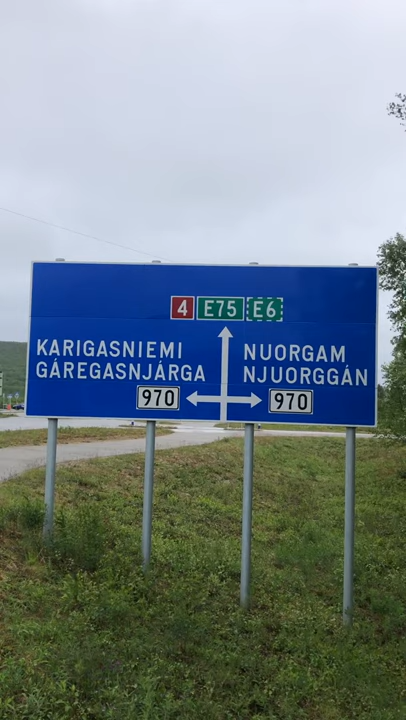 4 E75 E6
KARIGASNIEMI
GÁREGASNJÁRGA
970
NUORGAM
NJUORGGÁN
970